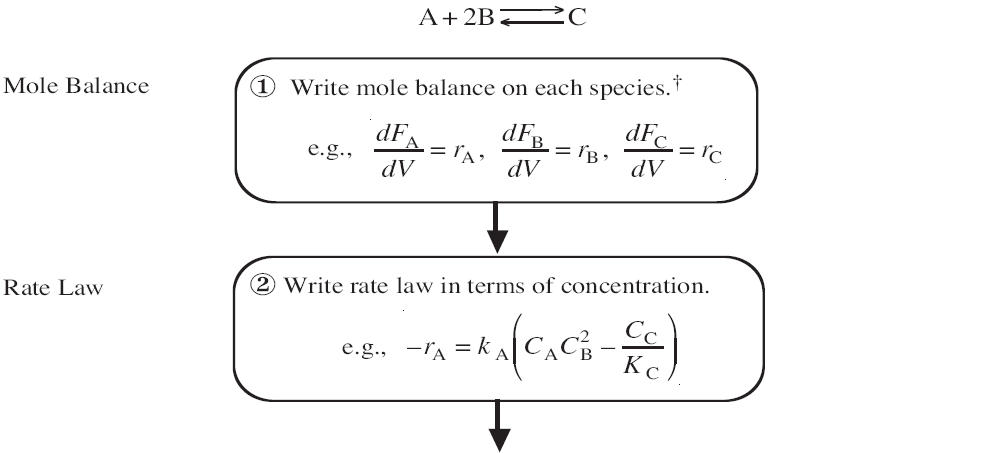 A + 2B ⇄ C
Mole Balance
① Write mole balance on each species.†
e.g., dF_A/dV = r_A, dF_B/dV = r_B, dF_C/dV = r_C
Rate Law
② Write rate law in terms of concentration.
e.g., −r_A = k_A(C_A C_B^2 − C_C/K_C)